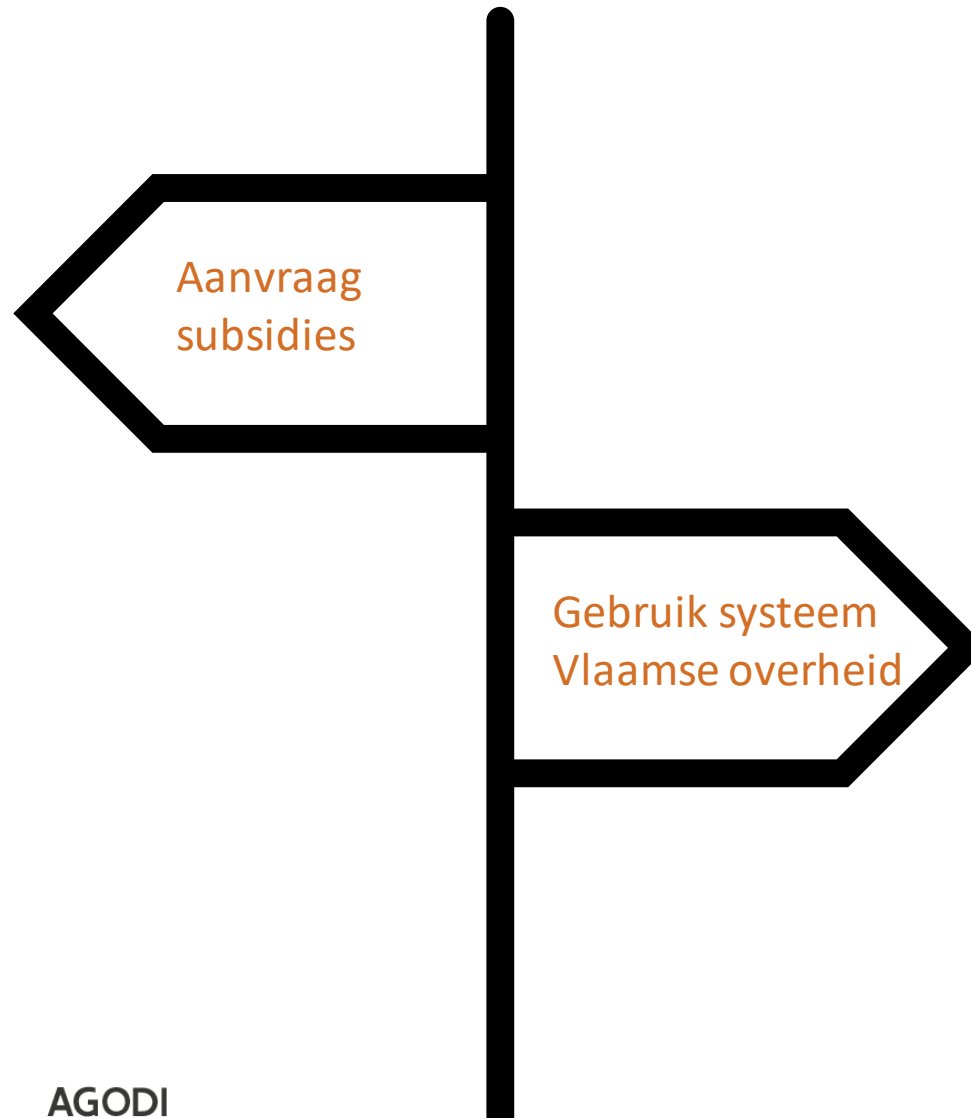 Aanvraag
subsidies
Gebruik systeem
Vlaamse overheid
AGODI